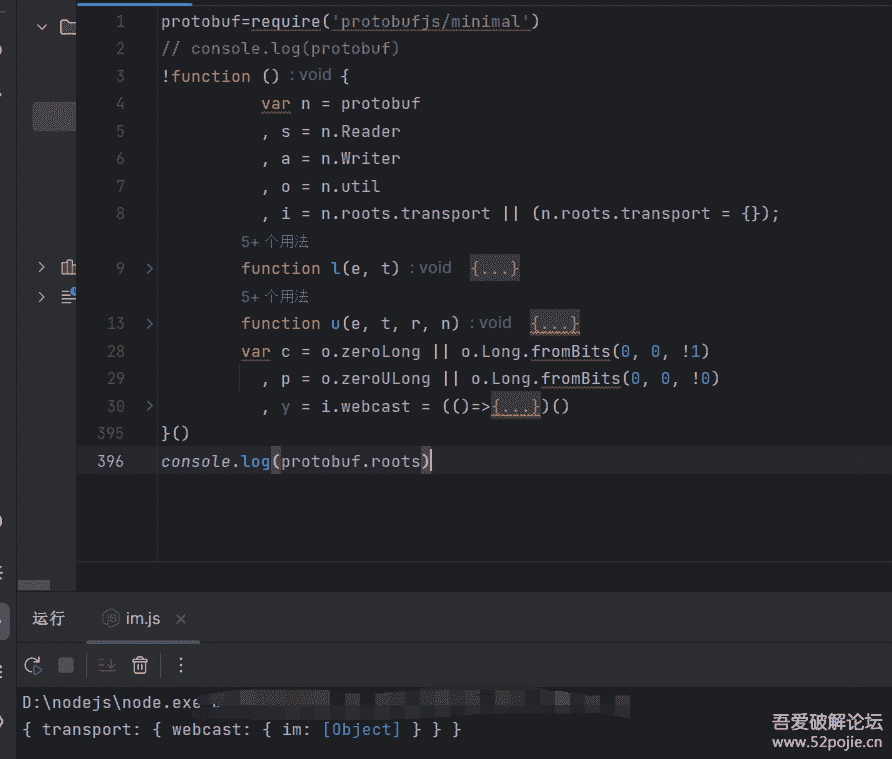 1 protobuf=require('protobufjs/minimal')
2 // console.log(protobuf)
3 !function () : void {
4 var n = protobuf
5 , s = n.Reader
6 , a = n.Writer
7 , o = n.util
8 , i = n.roots.transport || (n.roots.transport = {});
5+ 个用法
9 function l(e, t) : void {...}
5+ 个用法
13 function u(e, t, r, n) : void {...}
28 var c = o.zeroLong || o.Long.fromBits(0, 0, !1)
29 , p = o.zeroULong || o.Long.fromBits(0, 0, !0)
30 , y = i.webcast = (()=>{...})()
395 }()
396 console.log(protobuf.roots)
运行 JS im.js ×
D:\nodejs\node.exe
{ transport: { webcast: { im: [Object] } } }
吾爱破解论坛
www.52pojie.cn